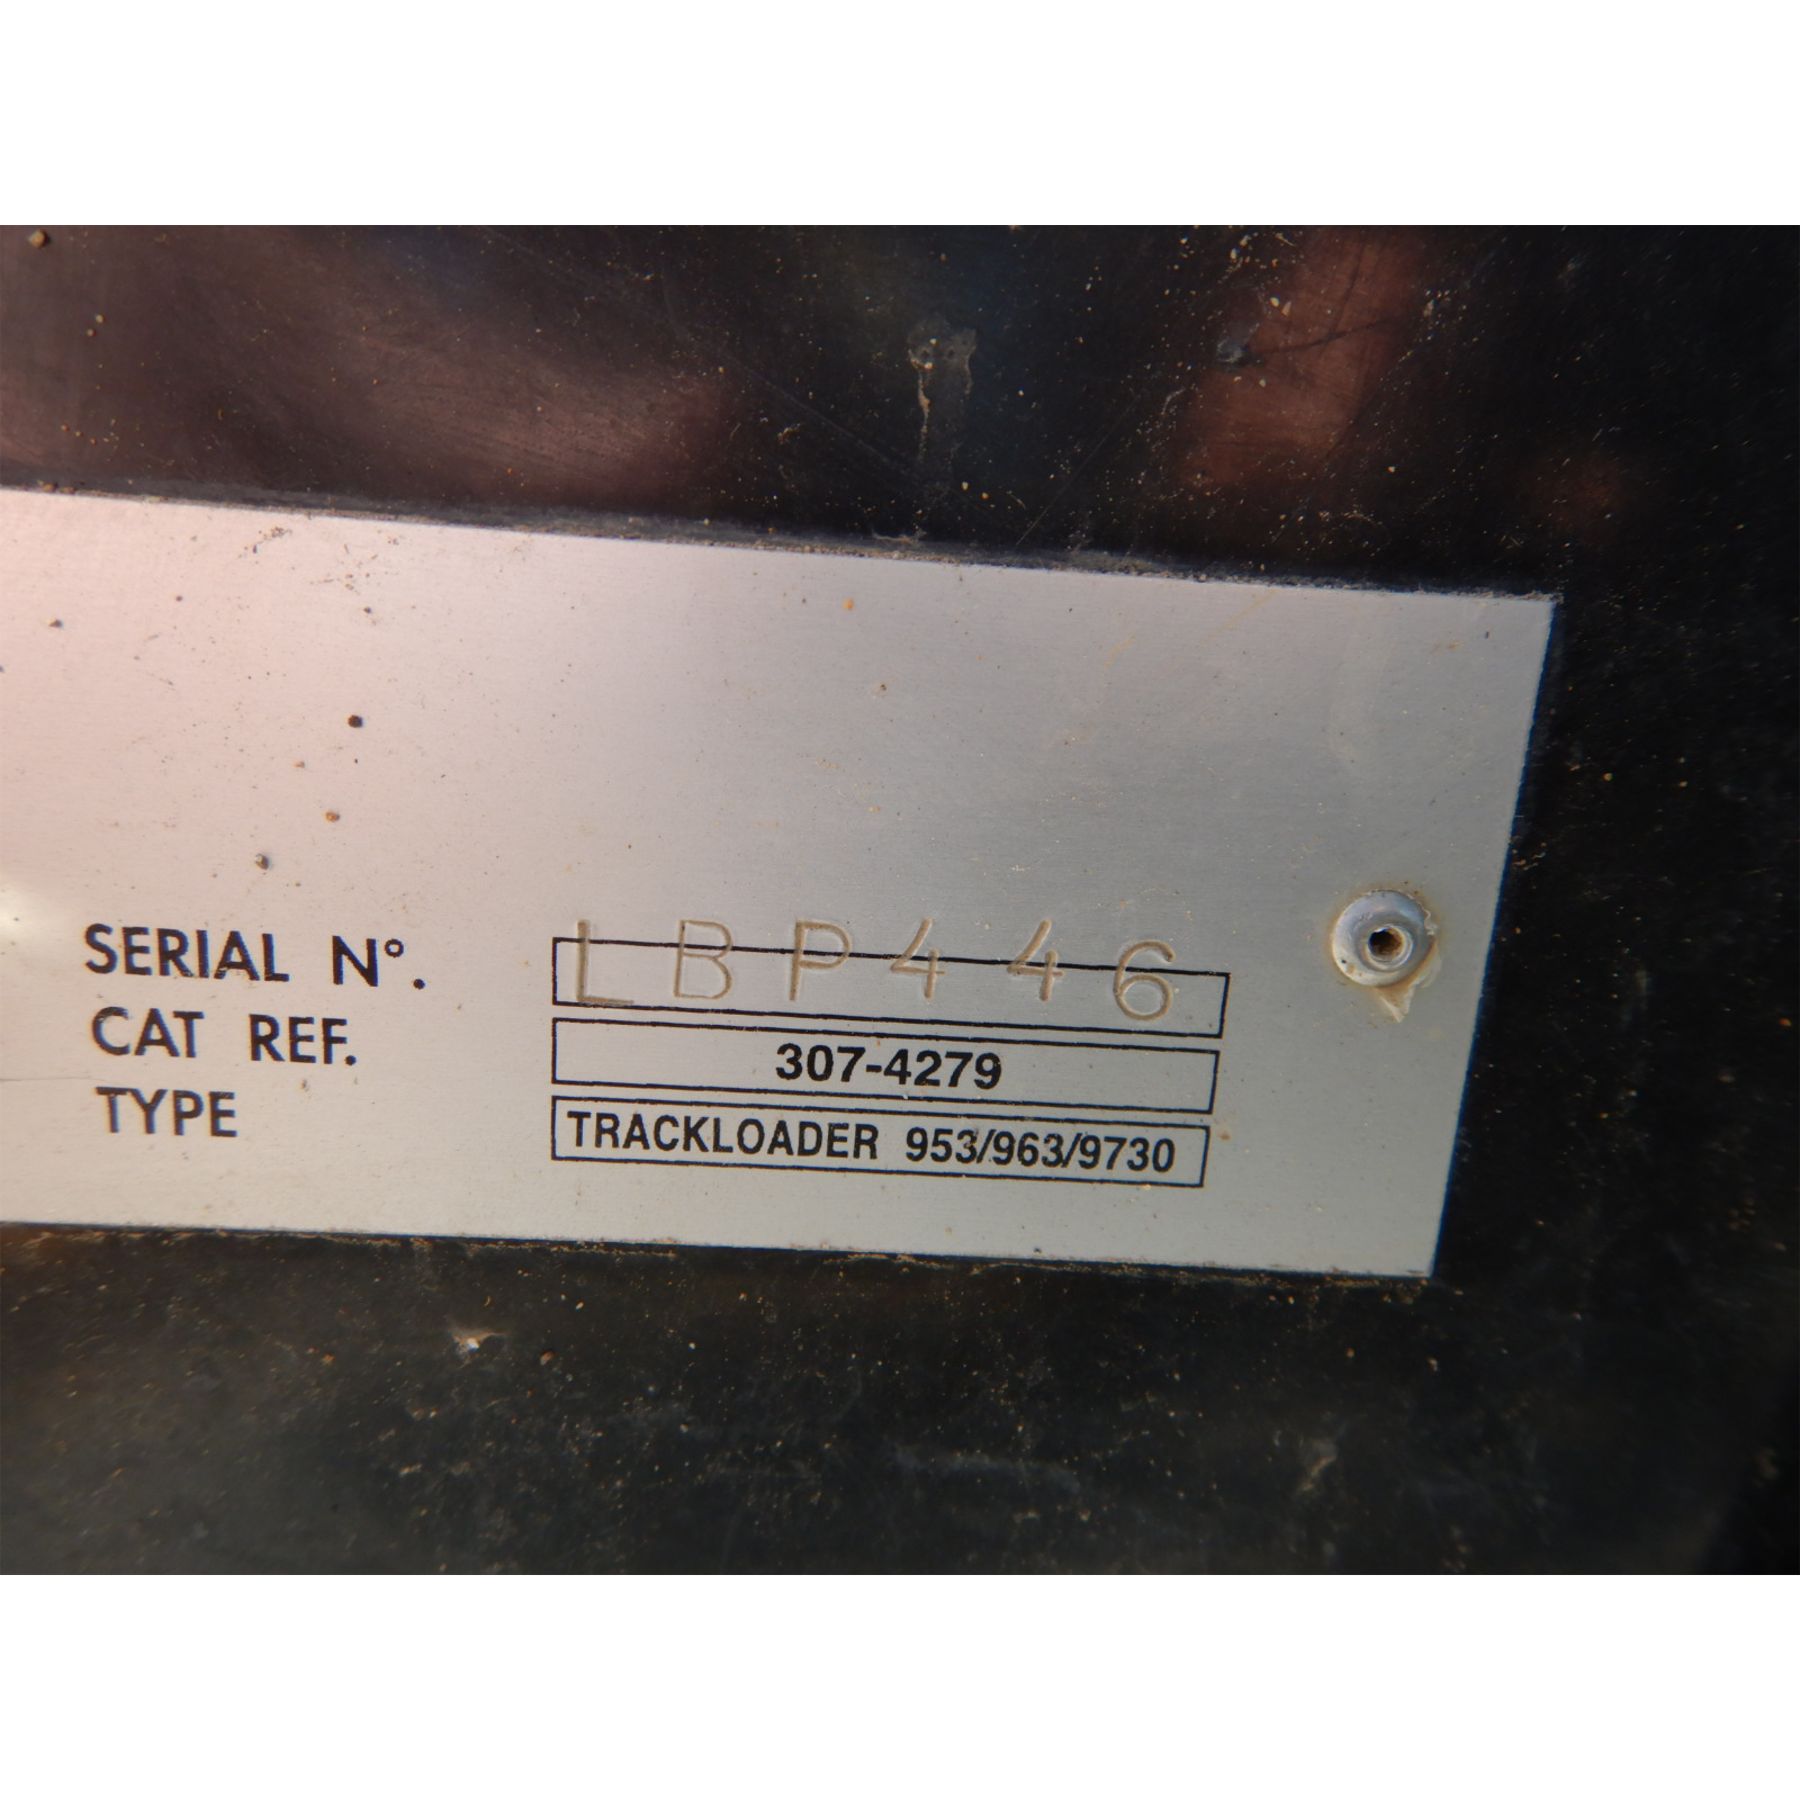 SERIAL N°. LBP446
CAT REF. 307-4279
TYPE TRACKLOADER 953/963/9730